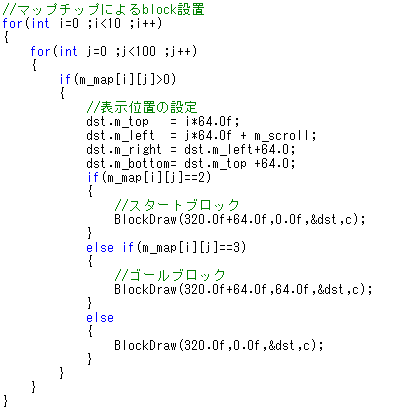 //マップチップによるblock設置
for(int i=0 ;i<10 ;i++)
{
    for(int j=0 ;j<100 ;j++)
    {
        if(m_map[i][j]>0)
        {
            //表示位置の設定
            dst.m_top   = i*64.0f;
            dst.m_left  = j*64.0f + m_scroll;
            dst.m_right = dst.m_left+64.0;
            dst.m_bottom= dst.m_top +64.0;
            if(m_map[i][j]==2)
            {
                //スタートブロック
                BlockDraw(320.0f+64.0f,0.0f,&dst,c);
            }
            else if(m_map[i][j]==3)
            {
                //ゴールブロック
                BlockDraw(320.0f+64.0f,64.0f,&dst,c);
            }
            else
            {
                BlockDraw(320.0f,0.0f,&dst,c);
            }
        }
    }
}